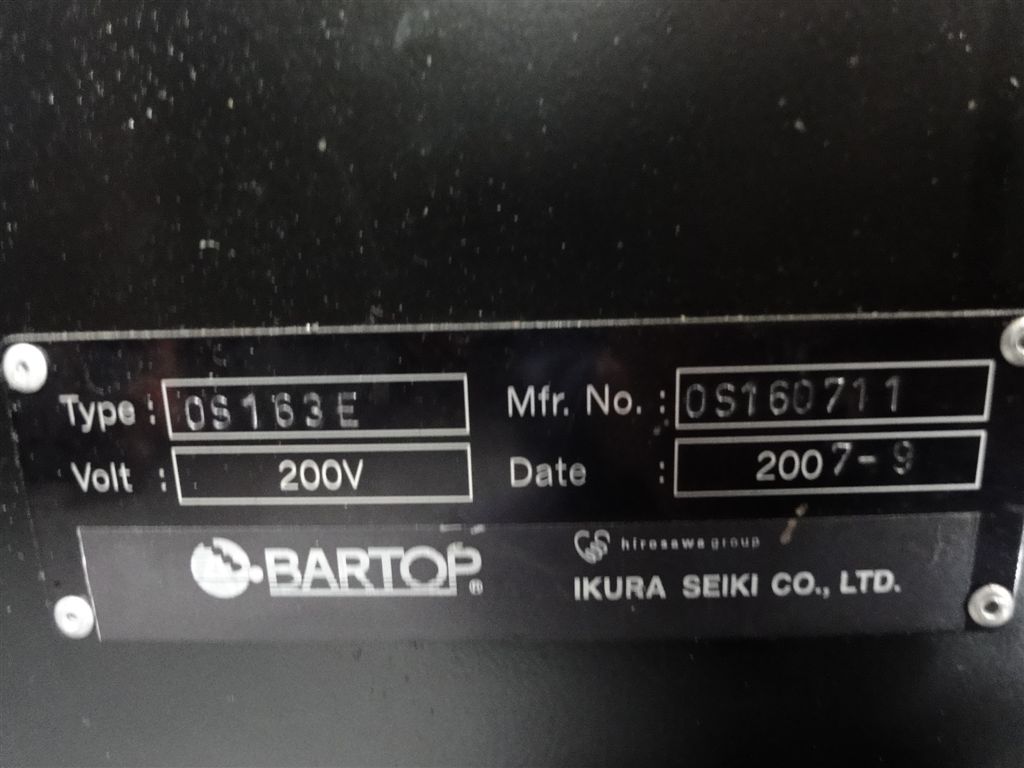 Type : OS163E
Mfr. No. : OS160711
Volt : 200V
Date : 2007-9
BARTOP®
hirosawa group
IKURA SEIKI CO., LTD.